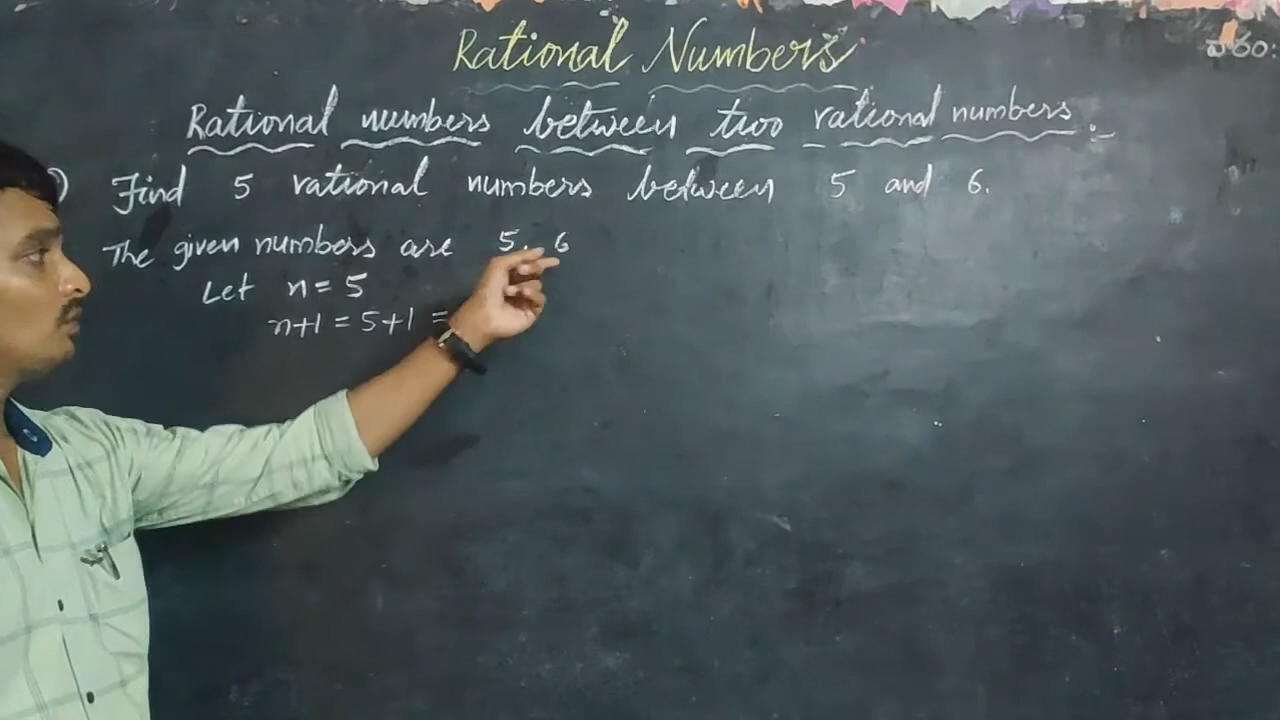 Rational Numbers
ఘనం:
Rational numbers between two rational numbers :-
) Find 5 rational numbers between 5 and 6.
The given numbers are 5, 6
Let n = 5
n+1 = 5+1 =